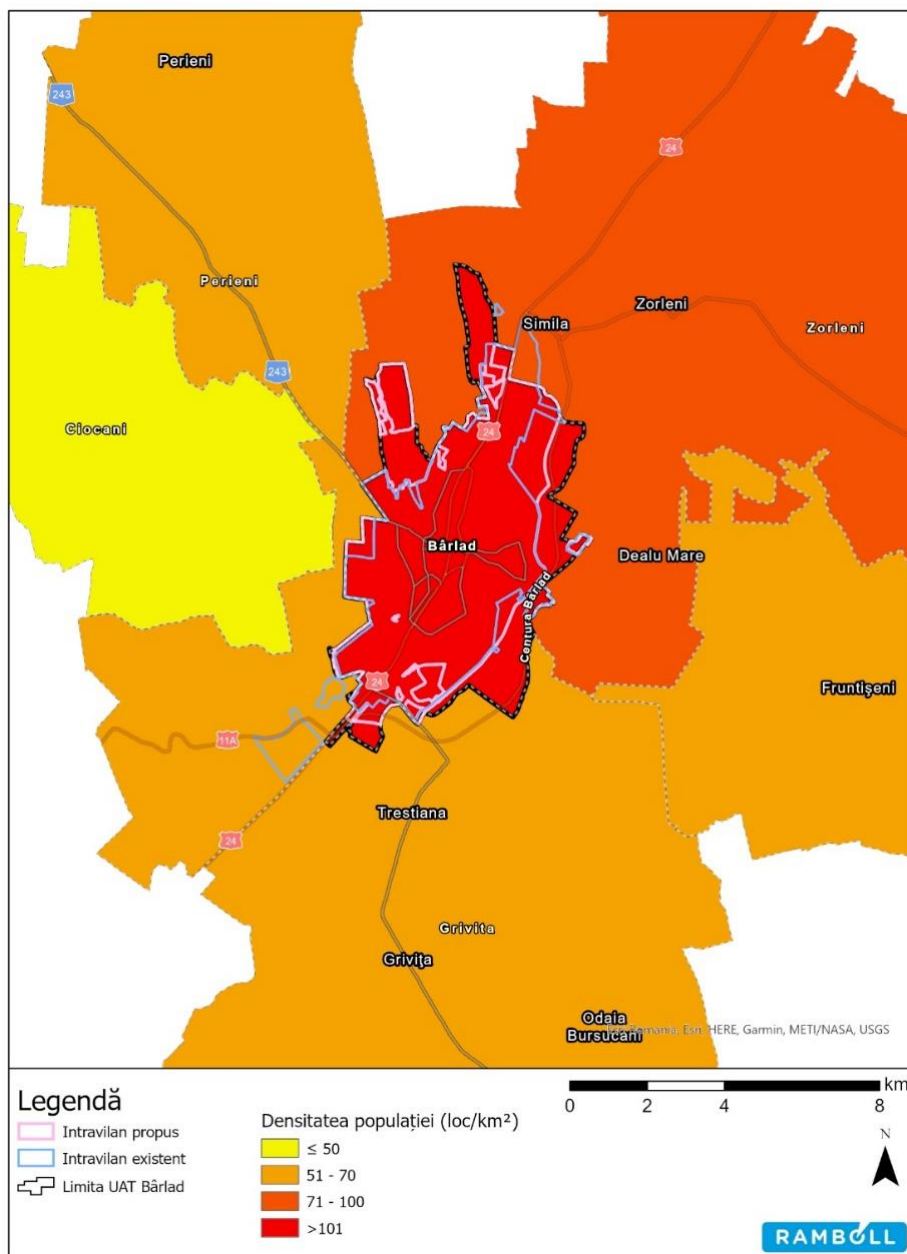 Perieni
243
24
Perieni
Simila
Zorleni
Zorleni
243
Ciocani
24
Bârlad
Dealu Mare
Centura Bârlad
24
Fruntișeni
11A
Trestiana
24
Grivita
Grivița
Odaia
Bursucani
Esri, HERE, Garmin, METI/NASA, USGS
Legendă
Intravilan propus
Intravilan existent
Limita UAT Bârlad
Densitatea populației (loc/km²)
≤ 50
51 - 70
71 - 100
>101
km
0 2 4 8
N
RAMBOLL